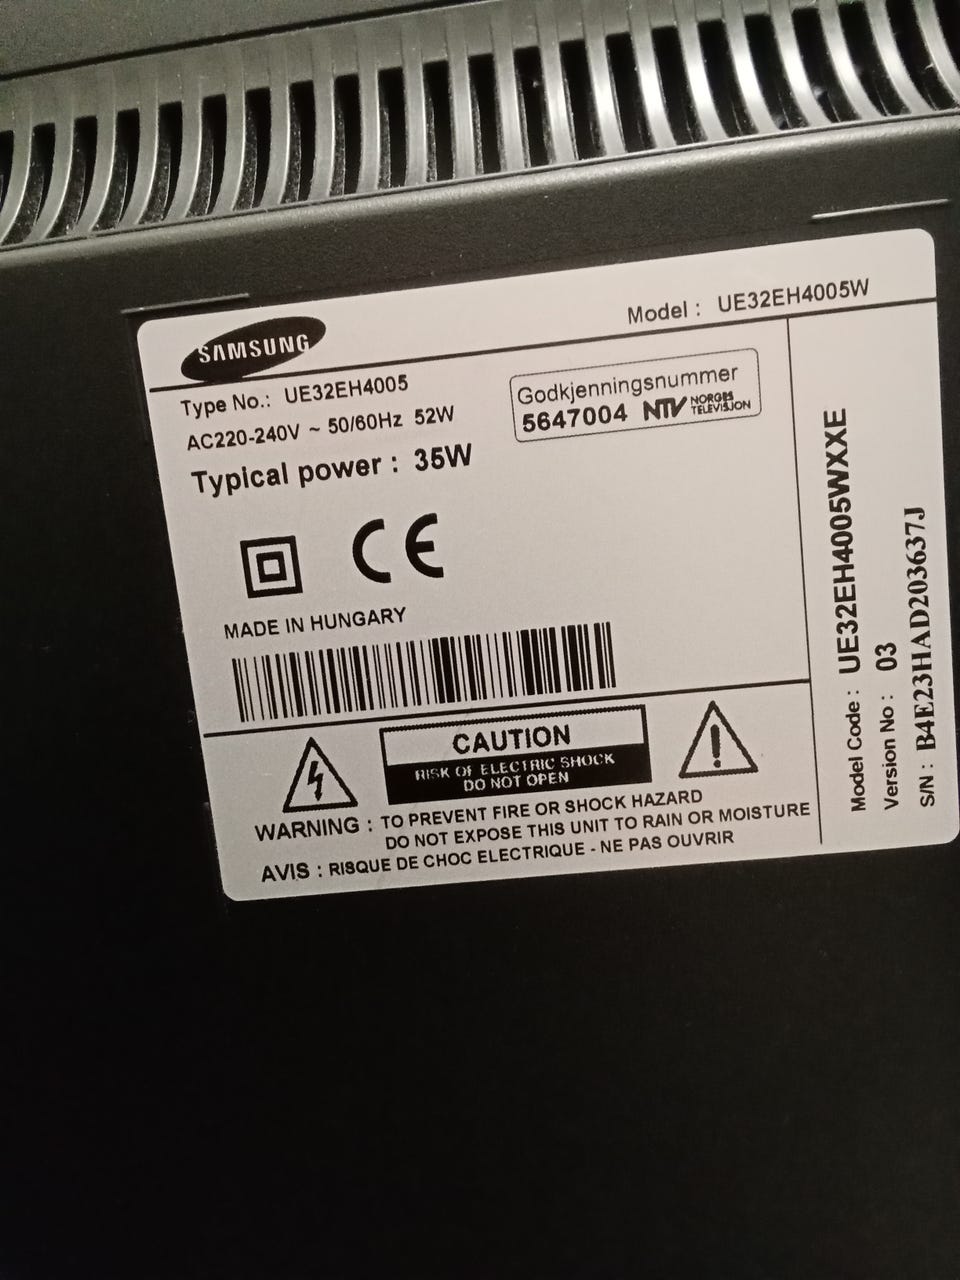 SAMSUNG
Model : UE32EH4005W
Type No.: UE32EH4005
AC220-240V ~ 50/60Hz 52W
Typical power : 35W
Godkjenningsnummer
5647004 NTV NORGES TELEVISJON
CE
MADE IN HUNGARY
CAUTION
RISK OF ELECTRIC SHOCK
DO NOT OPEN
WARNING : TO PREVENT FIRE OR SHOCK HAZARD
DO NOT EXPOSE THIS UNIT TO RAIN OR MOISTURE
AVIS : RISQUE DE CHOC ELECTRIQUE - NE PAS OUVRIR
Model Code : UE32EH4005WXXE
Version No : 03
S/N : B4E23HAD203637J